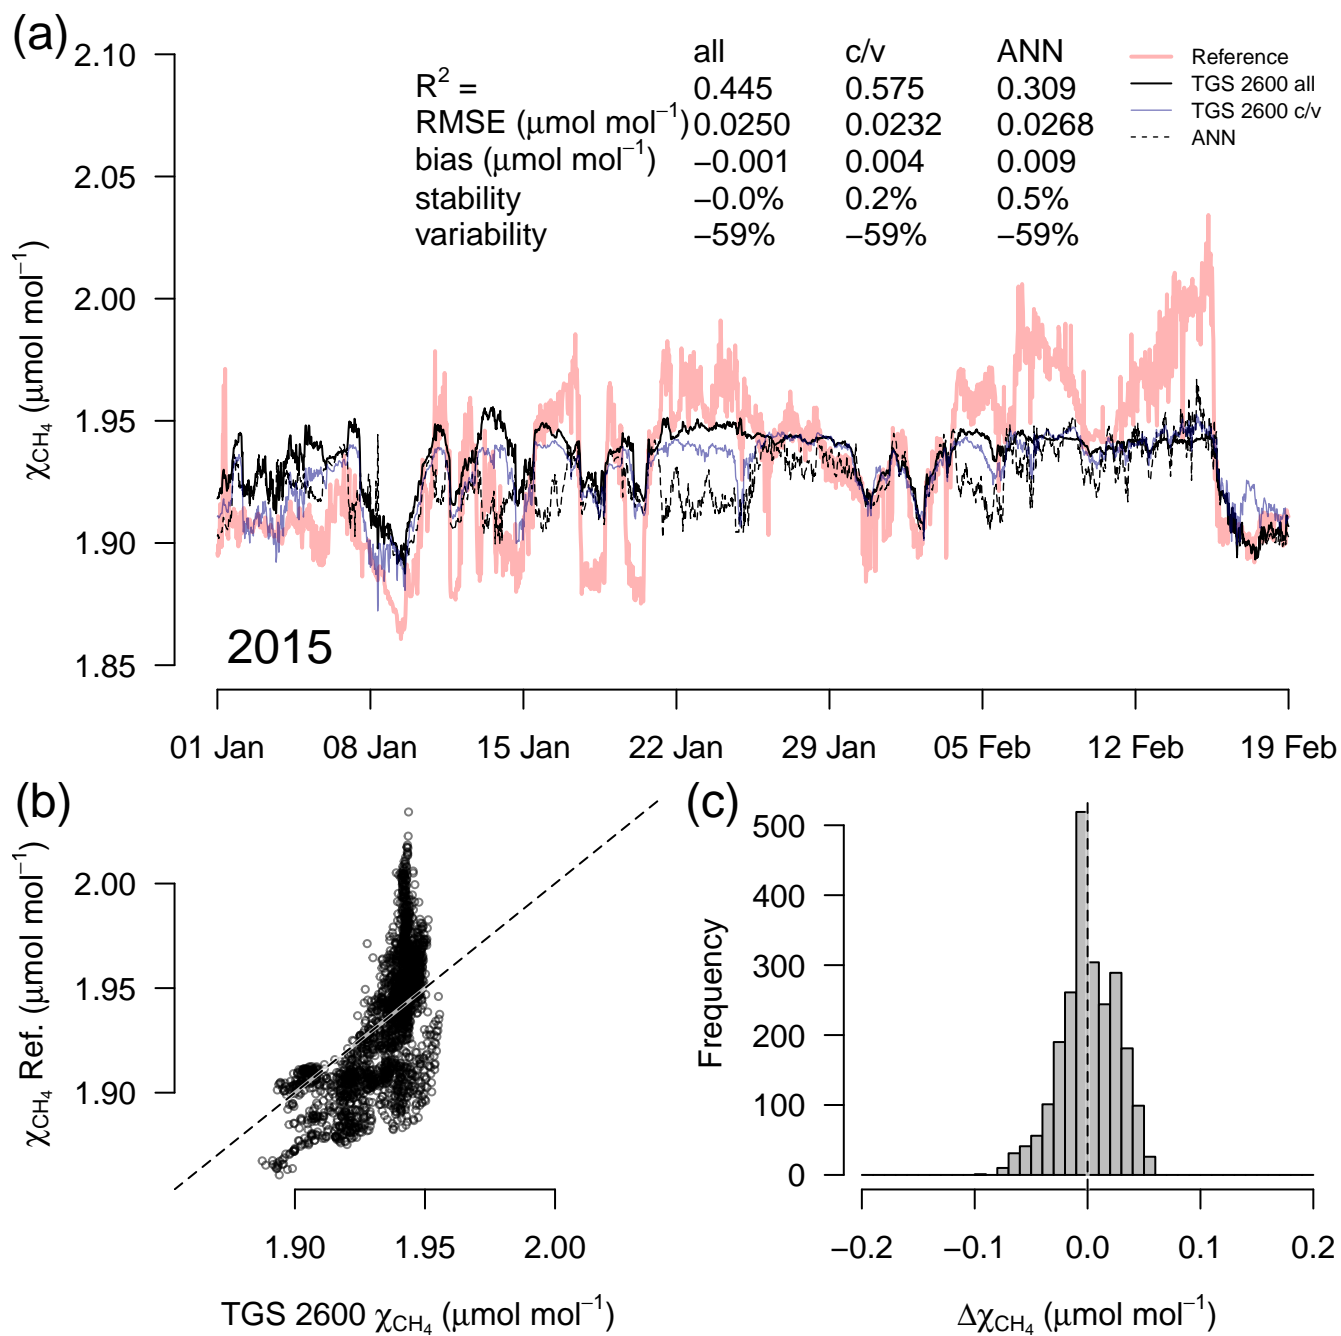 (a)
all c/v ANN
R² = 0.445 0.575 0.309
RMSE (μmol mol⁻¹) 0.0250 0.0232 0.0268
bias (μmol mol⁻¹) −0.001 0.004 0.009
stability −0.0% 0.2% 0.5%
variability −59% −59% −59%
Reference
TGS 2600 all
TGS 2600 c/v
ANN
2.10
2.05
2.00
1.95
1.90
1.85
χCH₄ (μmol mol⁻¹)
2015
01 Jan 08 Jan 15 Jan 22 Jan 29 Jan 05 Feb 12 Feb 19 Feb
(b)
χCH₄ Ref. (μmol mol⁻¹)
2.00
1.95
1.90
1.90 1.95 2.00
TGS 2600 χCH₄ (μmol mol⁻¹)
(c)
Frequency
500
400
300
200
100
0
−0.2 −0.1 0.0 0.1 0.2
ΔχCH₄ (μmol mol⁻¹)